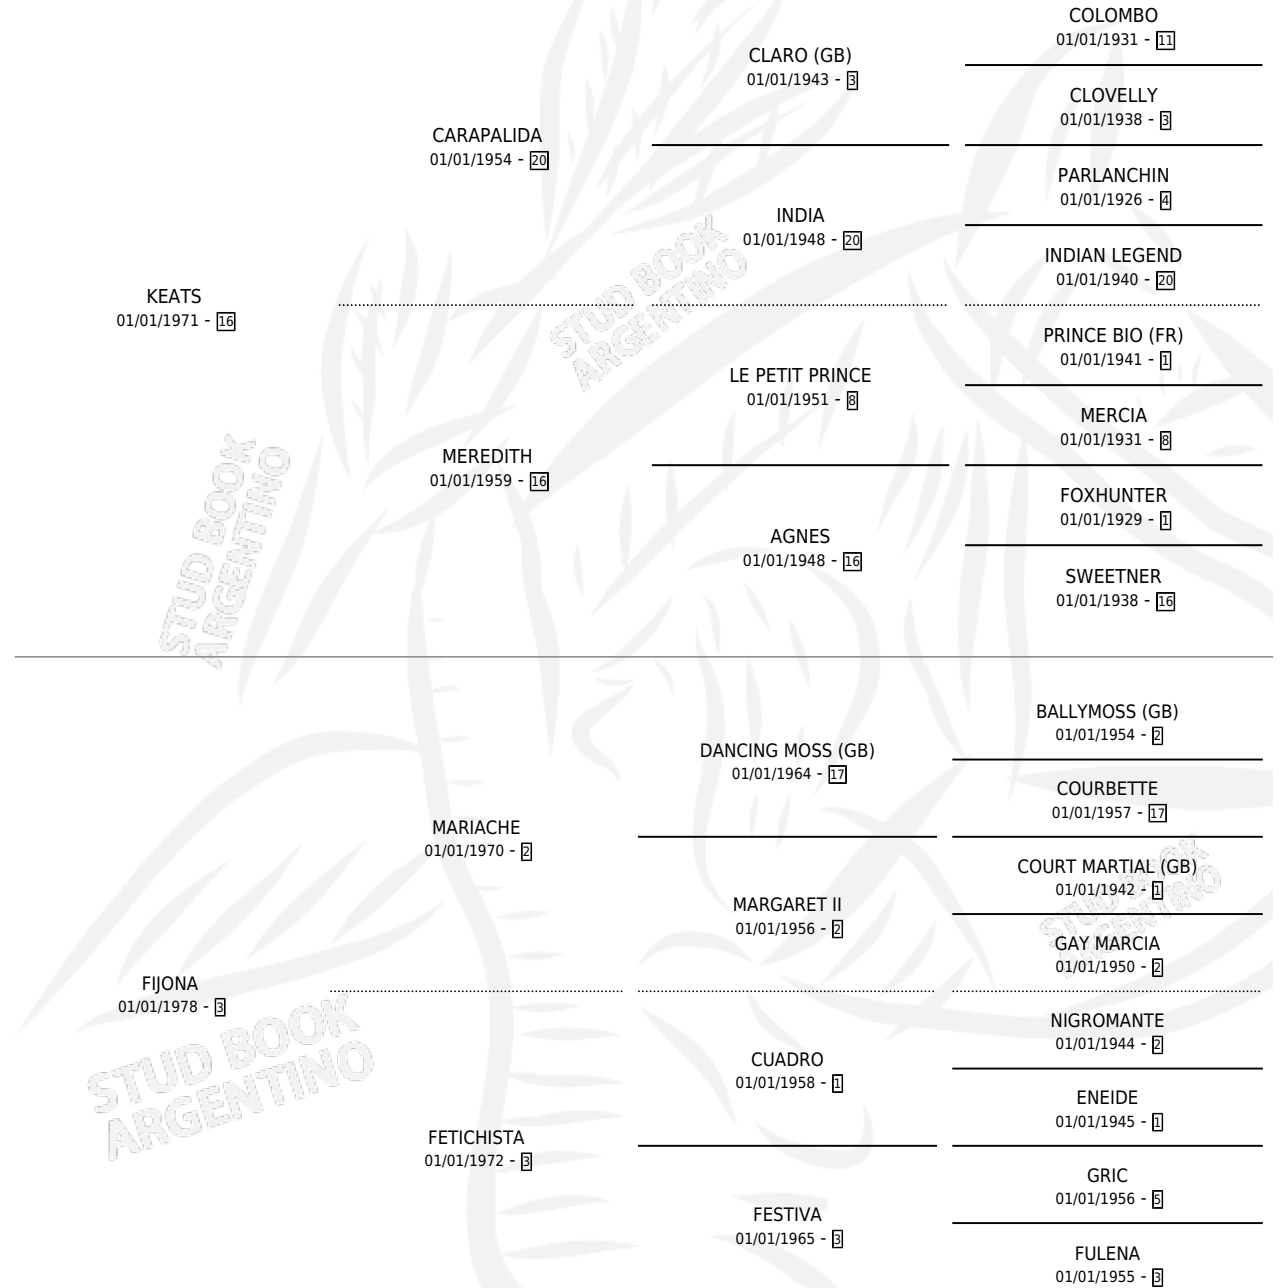 COLOMBO
01/01/1931 - 11
CLARO (GB)
01/01/1943 - 3
CLOVELLY
01/01/1938 - 3
CARAPALIDA
01/01/1954 - 20
PARLANCHIN
01/01/1926 - 4
INDIA
01/01/1948 - 20
INDIAN LEGEND
01/01/1940 - 20
KEATS
01/01/1971 - 16
PRINCE BIO (FR)
01/01/1941 - 1
LE PETIT PRINCE
01/01/1951 - 8
MERCIA
01/01/1931 - 8
MEREDITH
01/01/1959 - 16
FOXHUNTER
01/01/1929 - 1
AGNES
01/01/1948 - 16
SWEETNER
01/01/1938 - 16
STUD BOOK
ARGENTINO
STUD BOOK
ARGENTINO
BALLYMOSS (GB)
01/01/1954 - 2
DANCING MOSS (GB)
01/01/1964 - 17
COURBETTE
01/01/1957 - 17
MARIACHE
01/01/1970 - 2
COURT MARTIAL (GB)
01/01/1942 - 1
MARGARET II
01/01/1956 - 2
GAY MARCIA
01/01/1950 - 2
FIJONA
01/01/1978 - 3
NIGROMANTE
01/01/1944 - 2
CUADRO
01/01/1958 - 1
ENEIDE
01/01/1945 - 1
FETICHISTA
01/01/1972 - 3
GRIC
01/01/1956 - 5
FESTIVA
01/01/1965 - 3
FULENA
01/01/1955 - 3
STUD BOOK
ARGENTINO
STUD BOOK
ARGENTINO